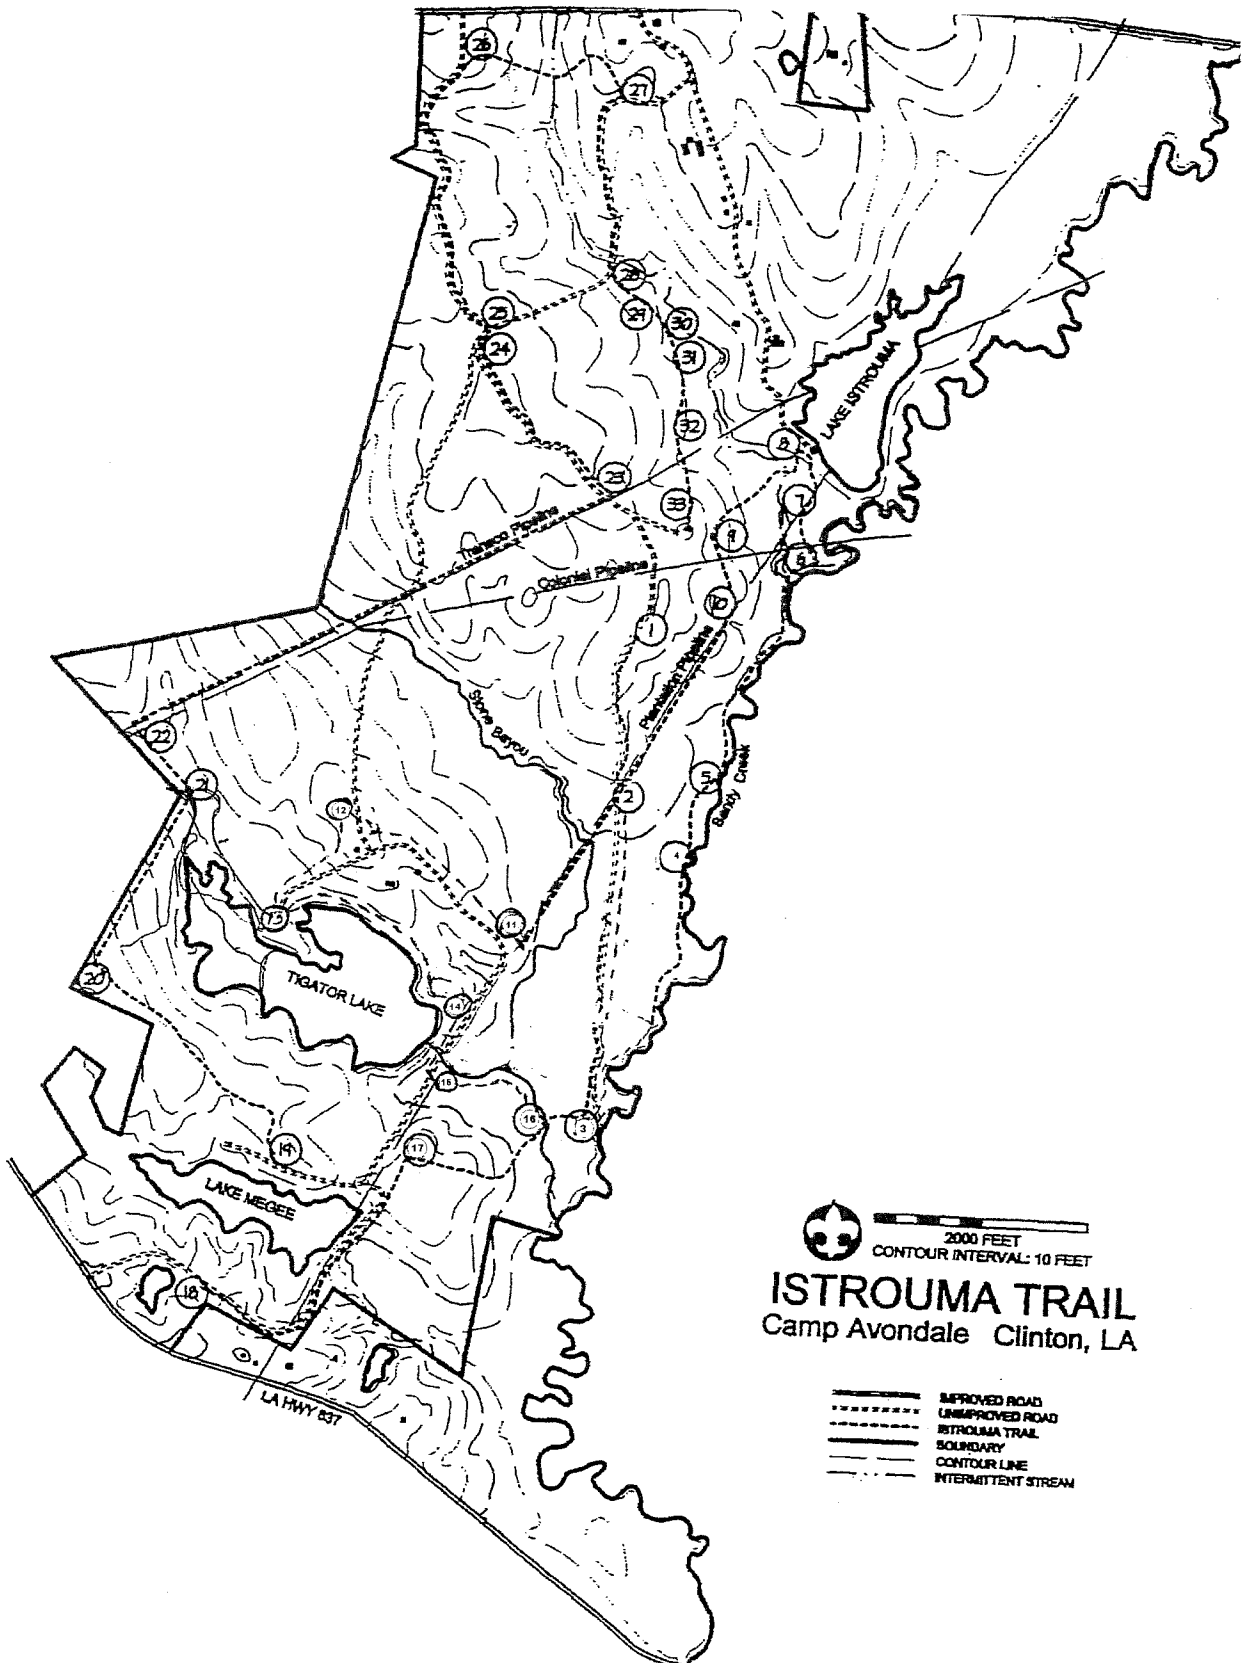 26
27
28
25
29
30
24
31
LAKE ISTROUMA
32
8
23
33
7
9
Transco Pipeline
6
Colonial Pipeline
10
1
Plantation Pipeline
Stone Bayou
22
21
5
2
12
Sandy Creek
4
13
11
20
TIGATOR LAKE
14
15
16
3
19
17
LAKE MEGEE
18
LA HWY 637
2000 FEET
CONTOUR INTERVAL: 10 FEET
ISTROUMA TRAIL
Camp Avondale Clinton, LA
IMPROVED ROAD
UNIMPROVED ROAD
ISTROUMA TRAIL
BOUNDARY
CONTOUR LINE
INTERMITTENT STREAM